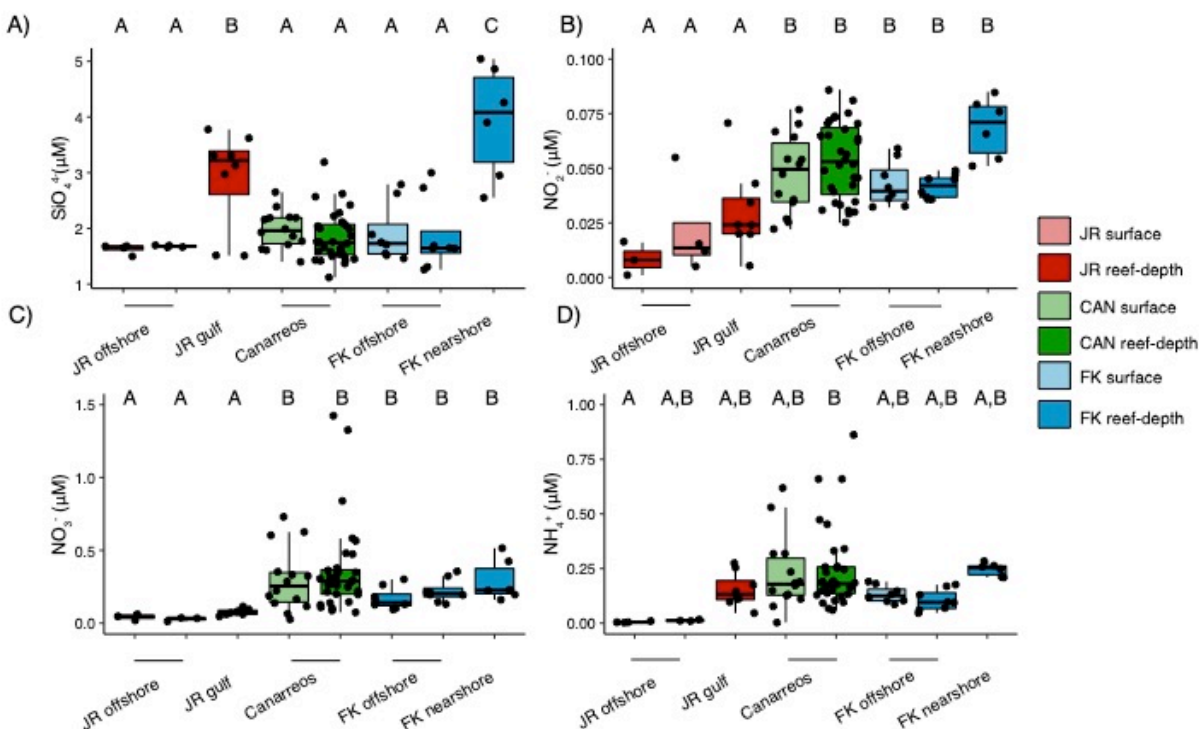 A) A A B A A A A C
SiO₄⁴⁻(μM)
5
4
3
2
1
JR offshore JR gulf Canarreos FK offshore FK nearshore
B) A A A B B B B B
NO₂⁻ (μM)
0.100
0.075
0.050
0.025
0.000
JR offshore JR gulf Canarreos FK offshore FK nearshore
JR surface
JR reef-depth
CAN surface
CAN reef-depth
FK surface
FK reef-depth
C) A A A B B B B B
NO₃⁻ (μM)
1.5
1.0
0.5
0.0
JR offshore JR gulf Canarreos FK offshore FK nearshore
D) A A,B A,B A,B B A,B A,B A,B
NH₄⁺ (μM)
1.00
0.75
0.50
0.25
0.00
JR offshore JR gulf Canarreos FK offshore FK nearshore